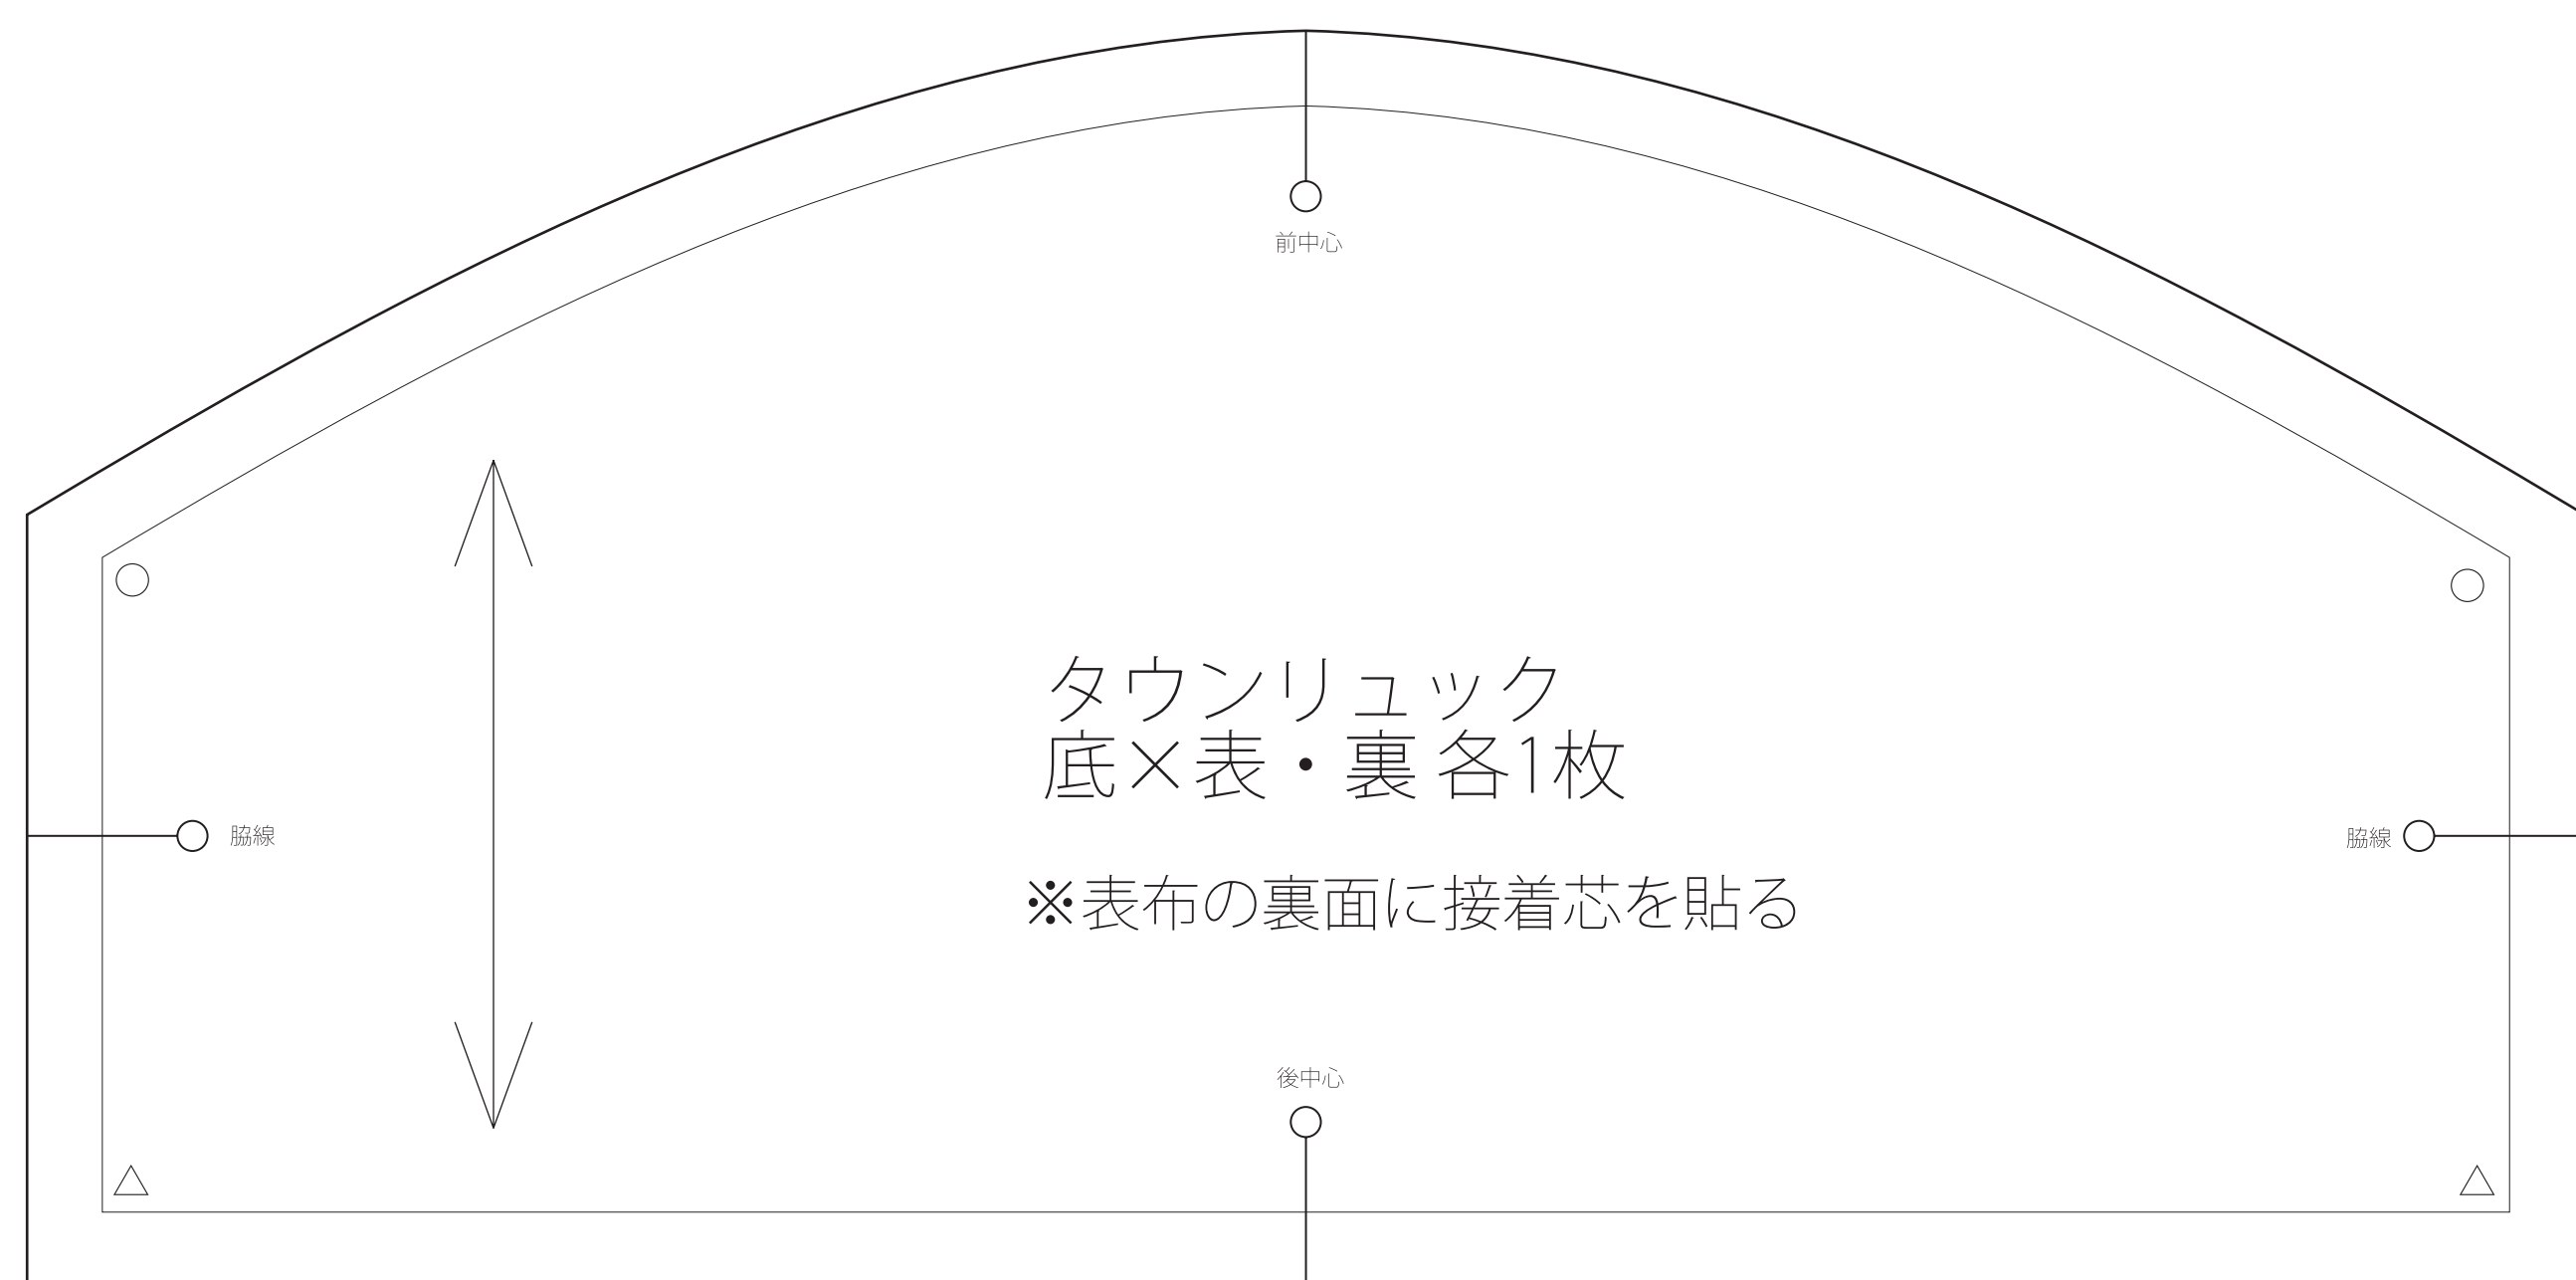 前中心
タウンリュック
底×表・裏 各1枚
脇線
脇線
※表布の裏面に接着芯を貼る
後中心